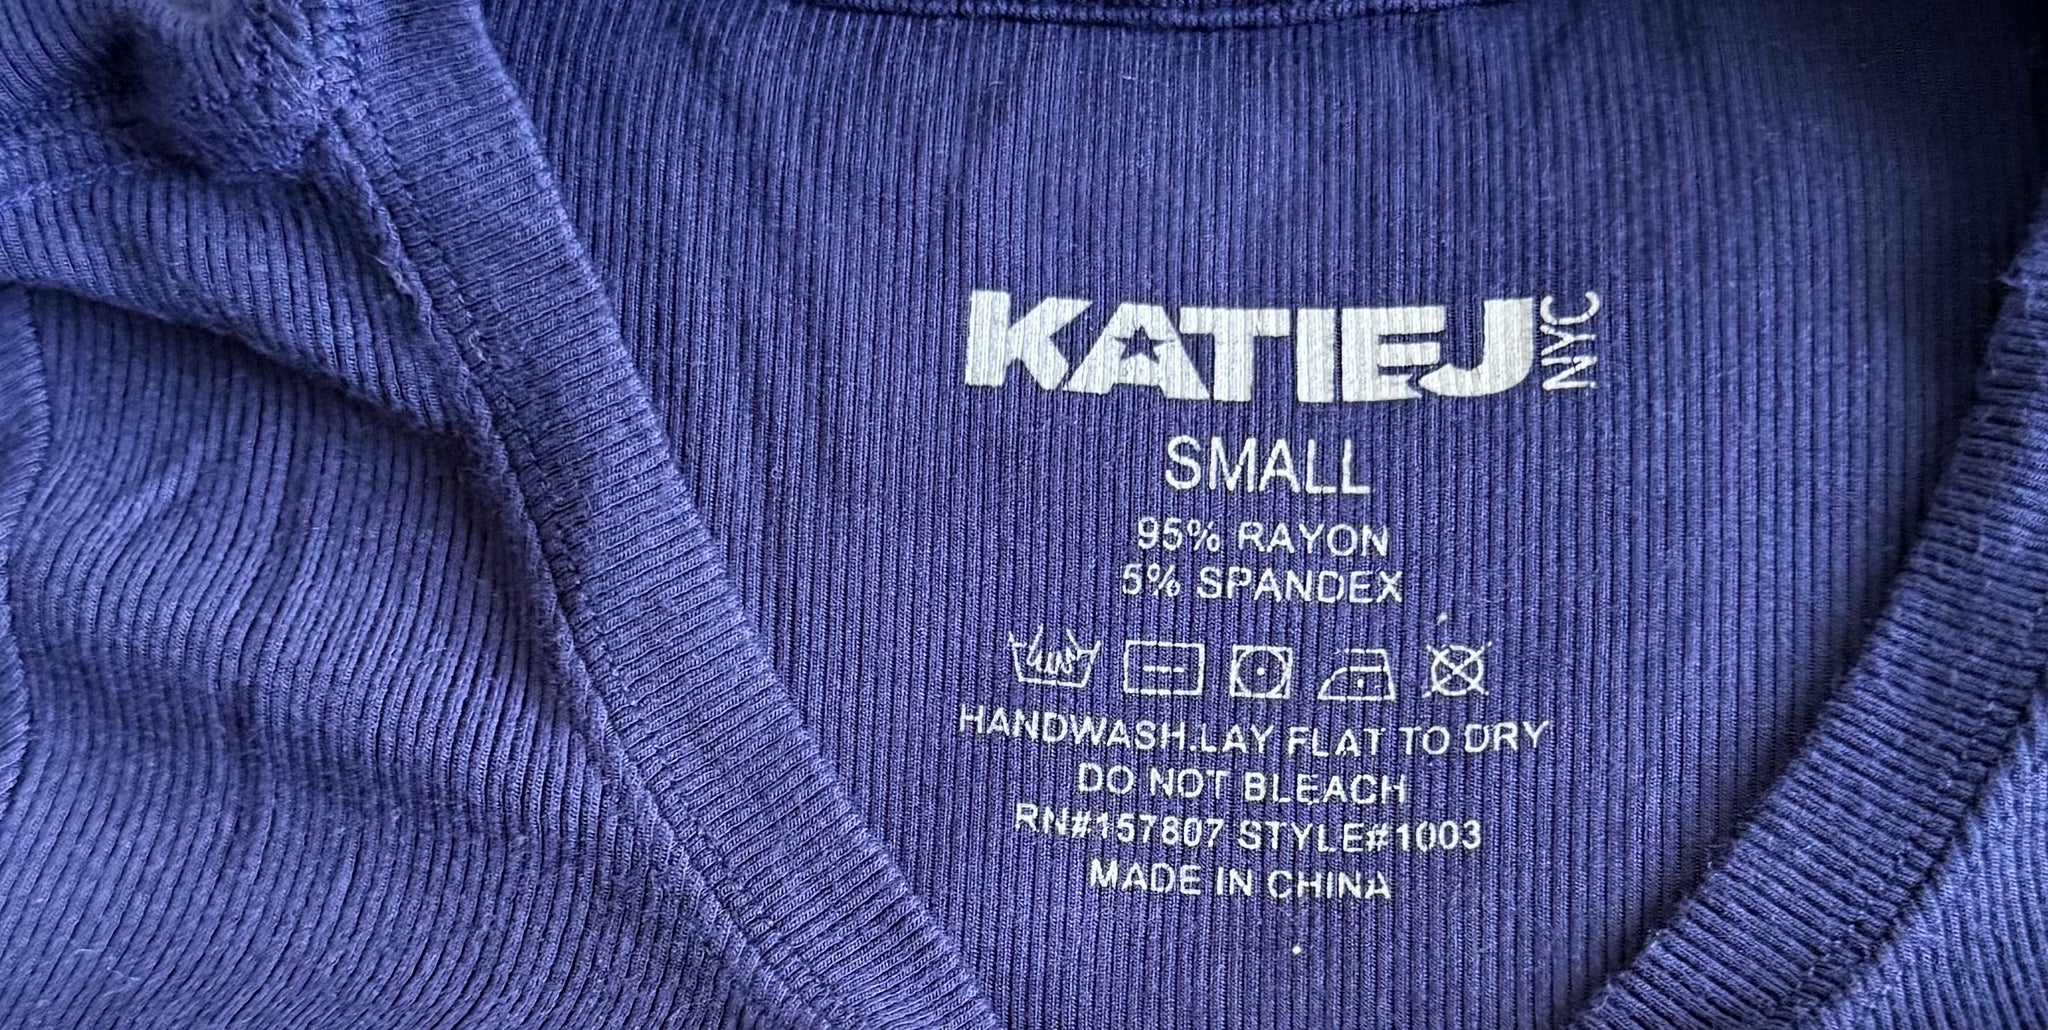 KATIEJ NYC
SMALL
95% RAYON
5% SPANDEX
HANDWASH.LAY FLAT TO DRY
DO NOT BLEACH
RN#157807 STYLE#1003
MADE IN CHINA